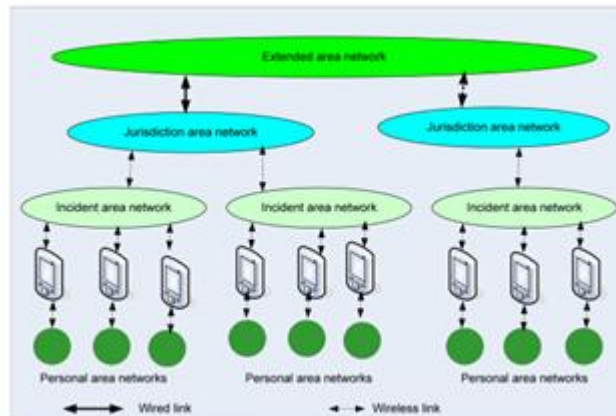 Extended area network
Jurisdiction area network
Jurisdiction area network
Incident area network
Incident area network
Incident area network
Personal area networks
Personal area networks
Personal area networks
Wired link
Wireless link